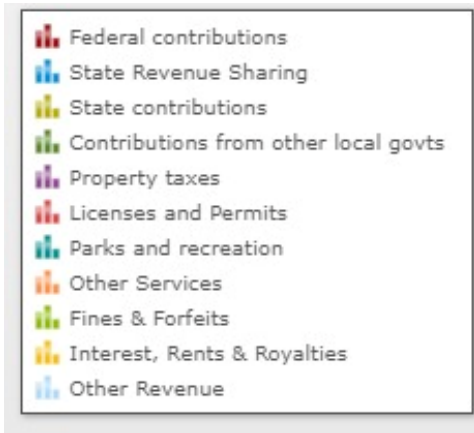 Federal contributions
State Revenue Sharing
State contributions
Contributions from other local govts
Property taxes
Licenses and Permits
Parks and recreation
Other Services
Fines & Forfeits
Interest, Rents & Royalties
Other Revenue